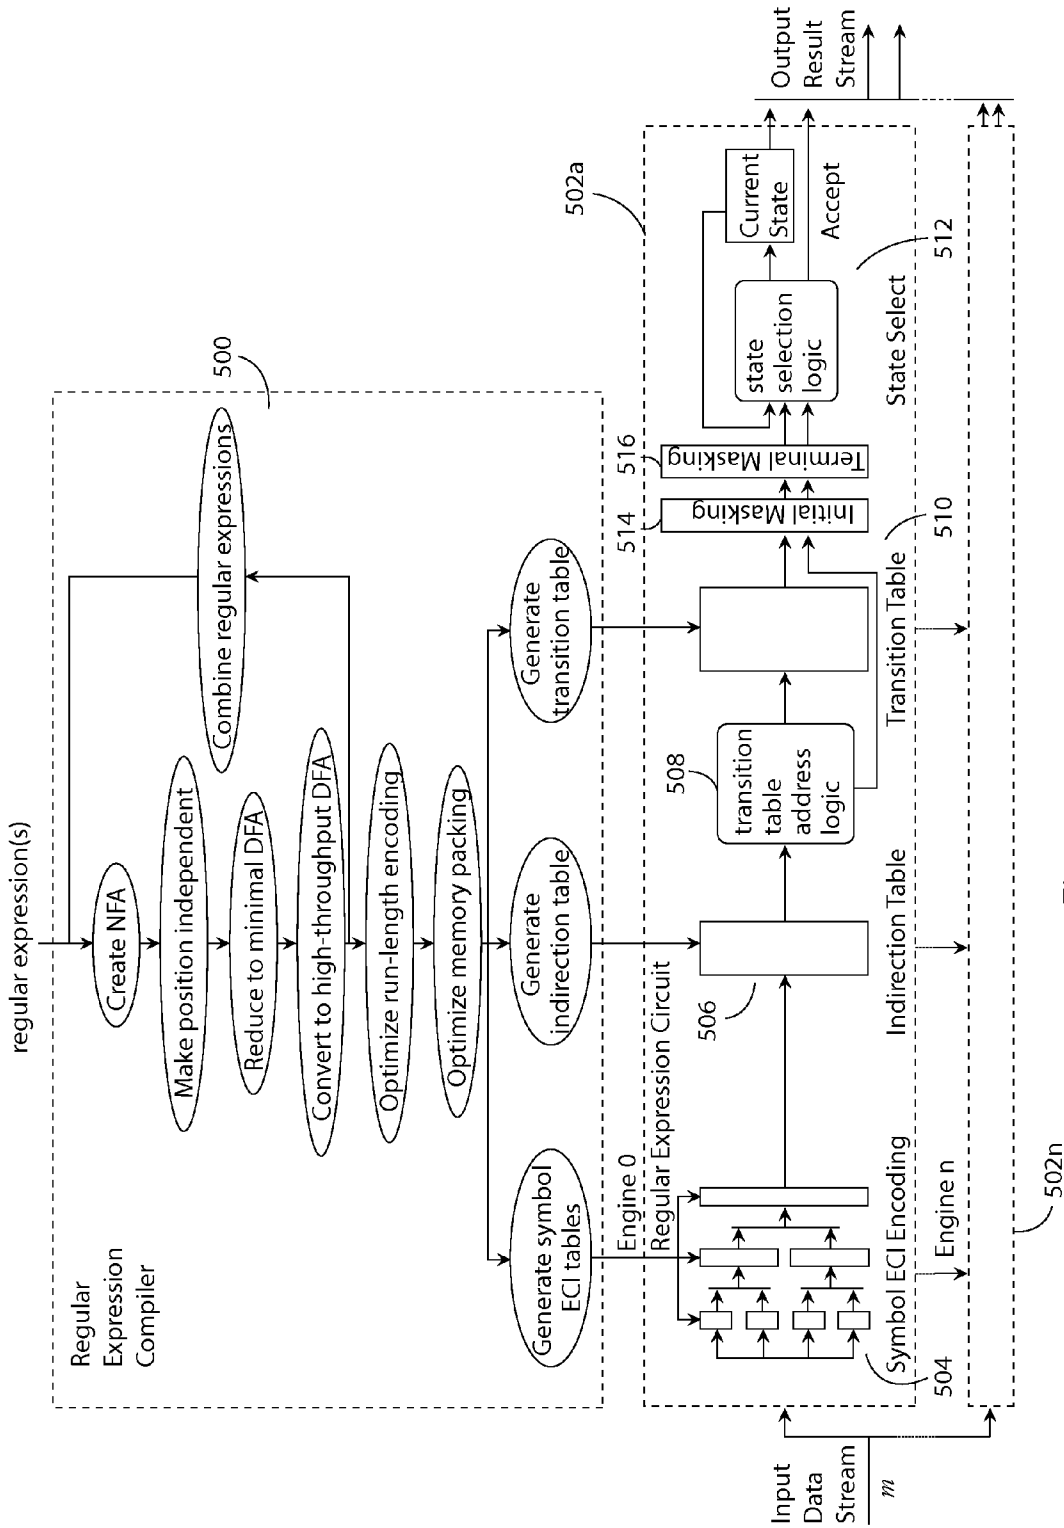 regular expression(s)
Regular
Expression
Compiler
Create NFA
Make position independent
Reduce to minimal DFA
Convert to high-throughput DFA
Combine regular expressions
500
Optimize run-length encoding
Optimize memory packing
Generate symbol
ECI tables
Generate
indirection table
Generate
transition table
Engine 0
Regular Expression Circuit
502a
Input
Data
Stream
m
504
506
508
transition
table
address
logic
514
Initial Masking
516
Terminal Masking
state
selection
logic
Current
State
Accept
Output
Result
Stream
Symbol ECI Encoding
Indirection Table
Transition Table
510
State Select
512
Engine n
502n